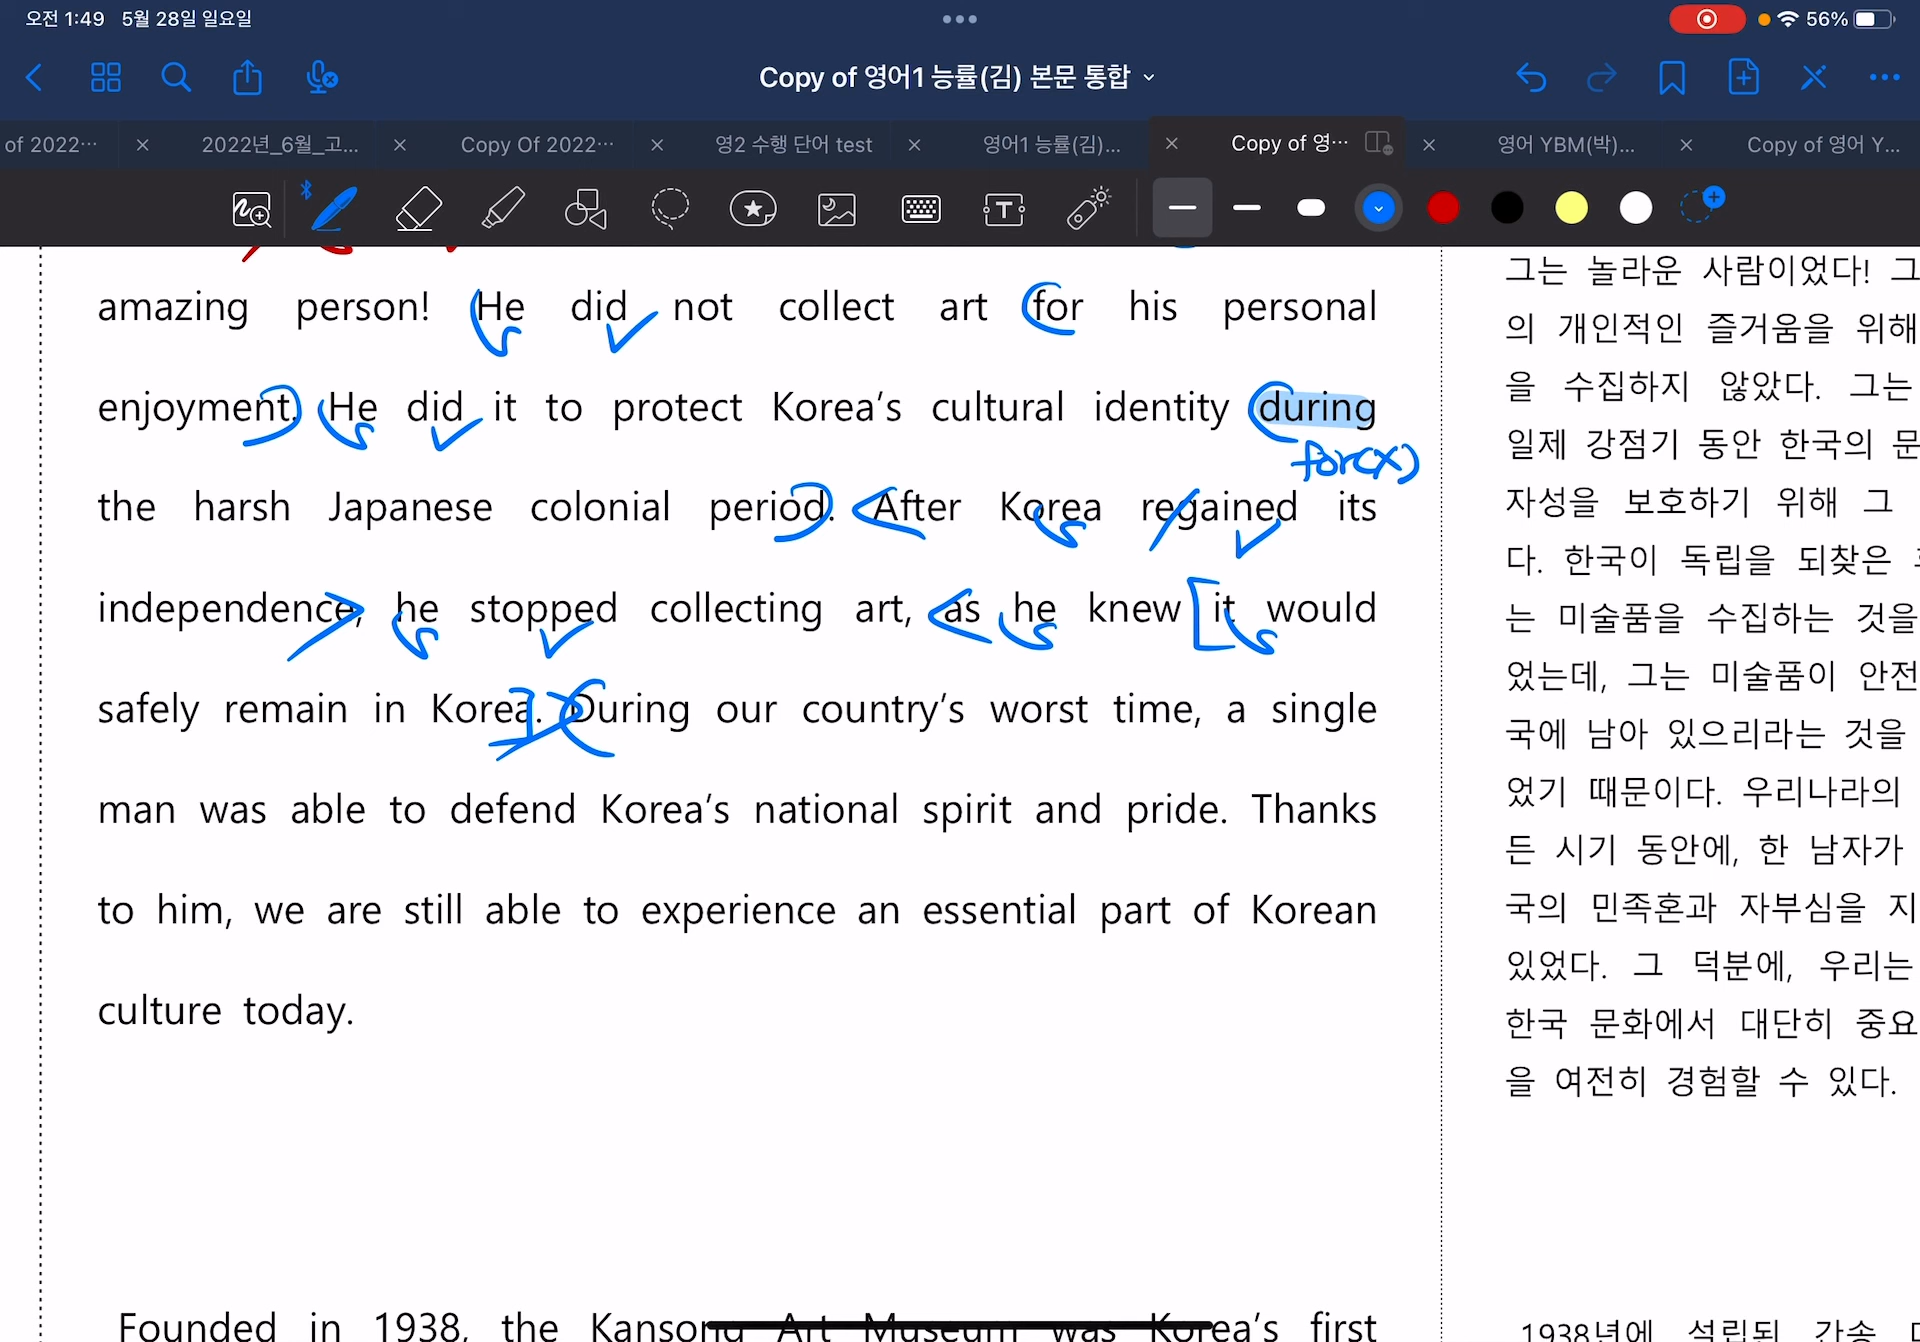 오전 1:49 5월 28일 일요일
56%
Copy of 영어1 능률(김) 본문 통합
of 2022… 2022년_6월_고... Copy Of 2022… 영2 수행 단어 test 영어1 능률(김)... Copy of 영… 영어 YBM(박)... Copy of 영어 Y...
amazing person! He did not collect art for his personal
enjoyment. He did it to protect Korea's cultural identity during
for(x)
the harsh Japanese colonial period. After Korea regained its
independence, he stopped collecting art, as he knew it would
safely remain in Korea. During our country's worst time, a single
man was able to defend Korea's national spirit and pride. Thanks
to him, we are still able to experience an essential part of Korean
culture today.
Founded in 1938, the Kansong Art Museum was Korea's first
그는 놀라운 사람이었다! 그
의 개인적인 즐거움을 위해
을 수집하지 않았다. 그는
일제 강점기 동안 한국의 문
자성을 보호하기 위해 그
다. 한국이 독립을 되찾은
는 미술품을 수집하는 것을
었는데, 그는 미술품이 안전
국에 남아 있으리라는 것을
었기 때문이다. 우리나라의
든 시기 동안에, 한 남자가
국의 민족혼과 자부심을 지
있었다. 그 덕분에, 우리는
한국 문화에서 대단히 중요
을 여전히 경험할 수 있다.
1938년에 설립된 간송